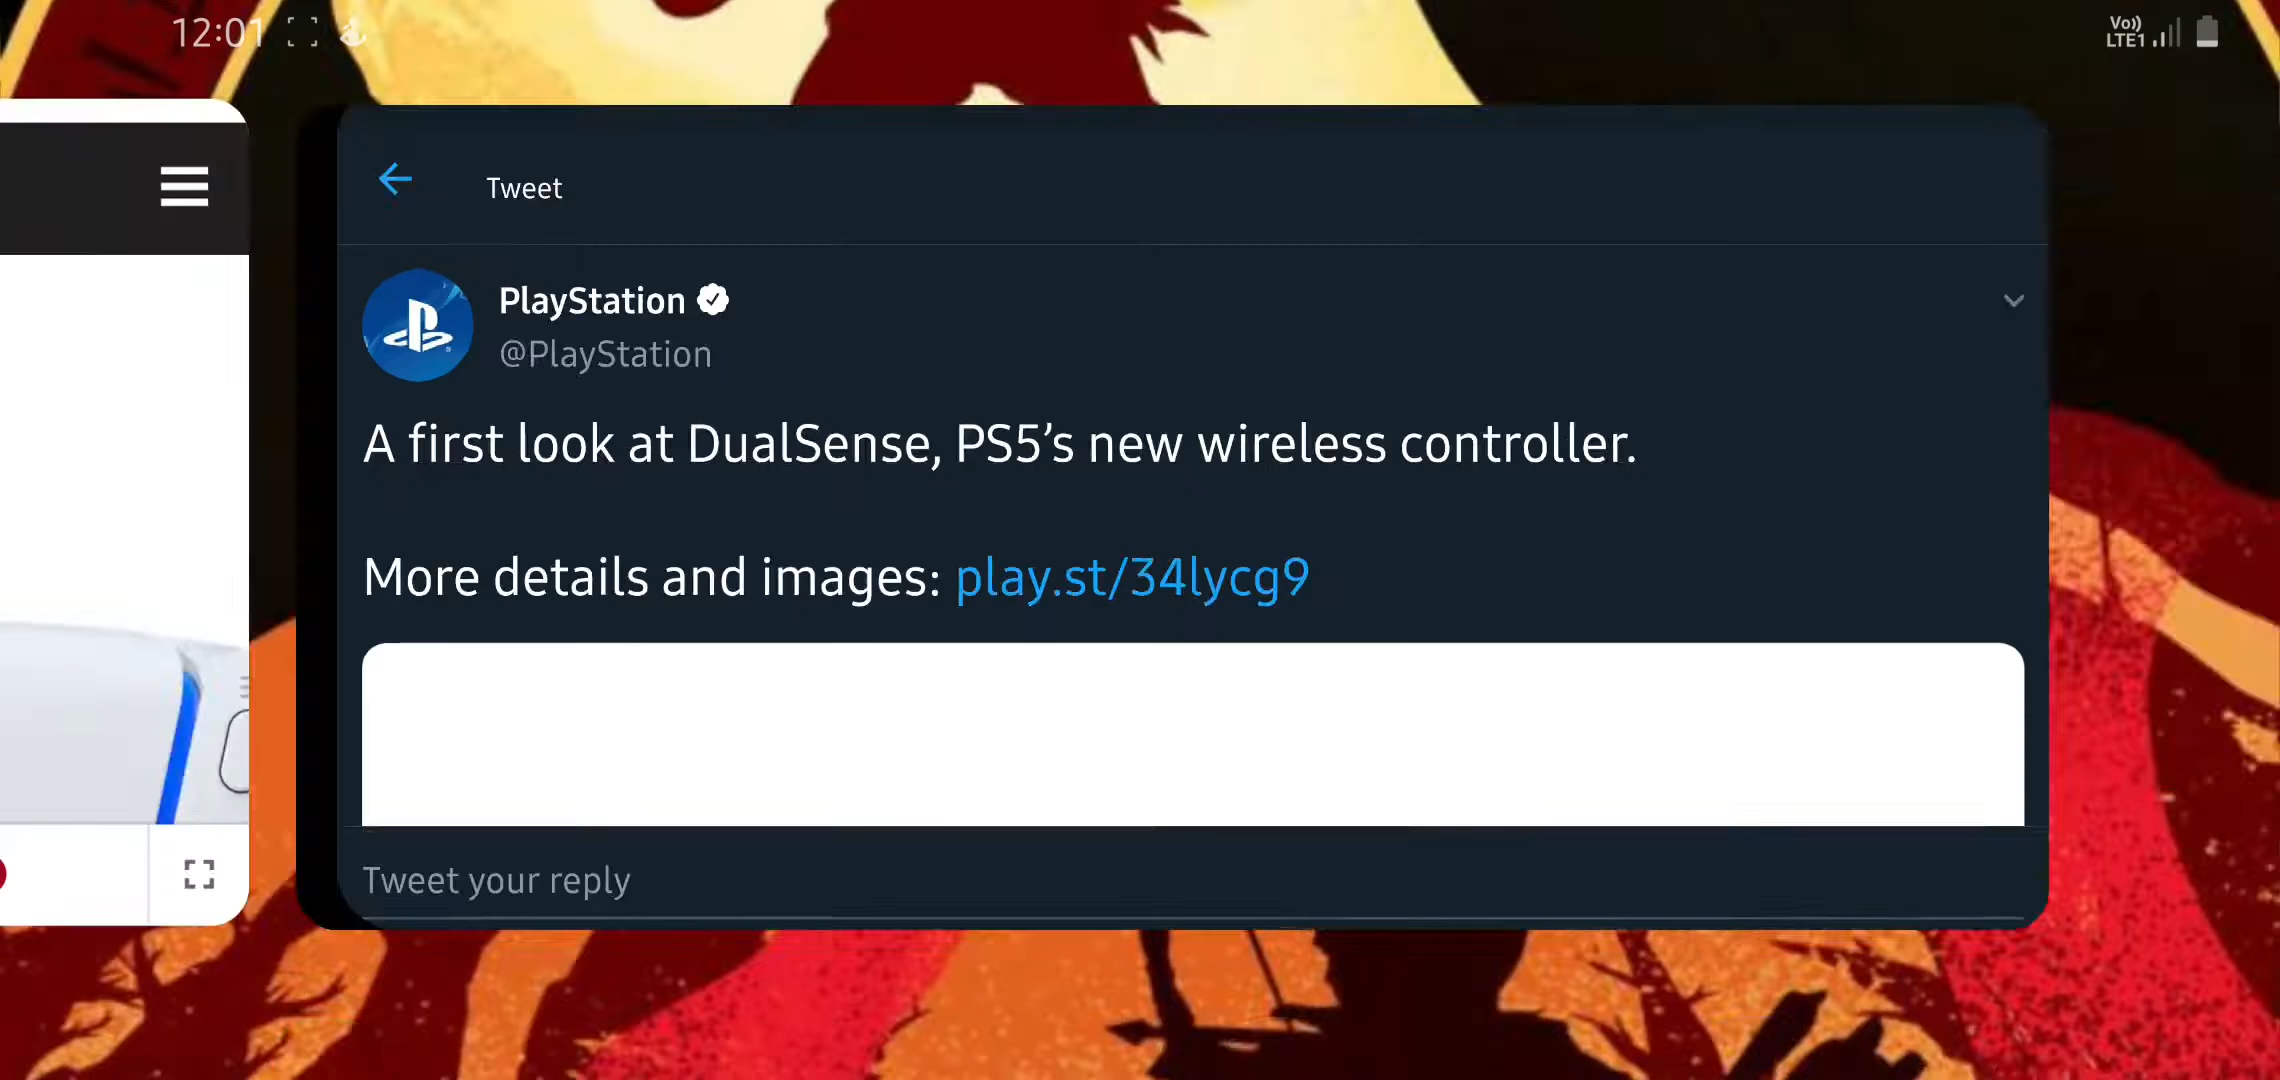 12:01
Vo))
LTE1
Tweet
PlayStation
@PlayStation
A first look at DualSense, PS5’s new wireless controller.
More details and images: play.st/34lycg9
Tweet your reply